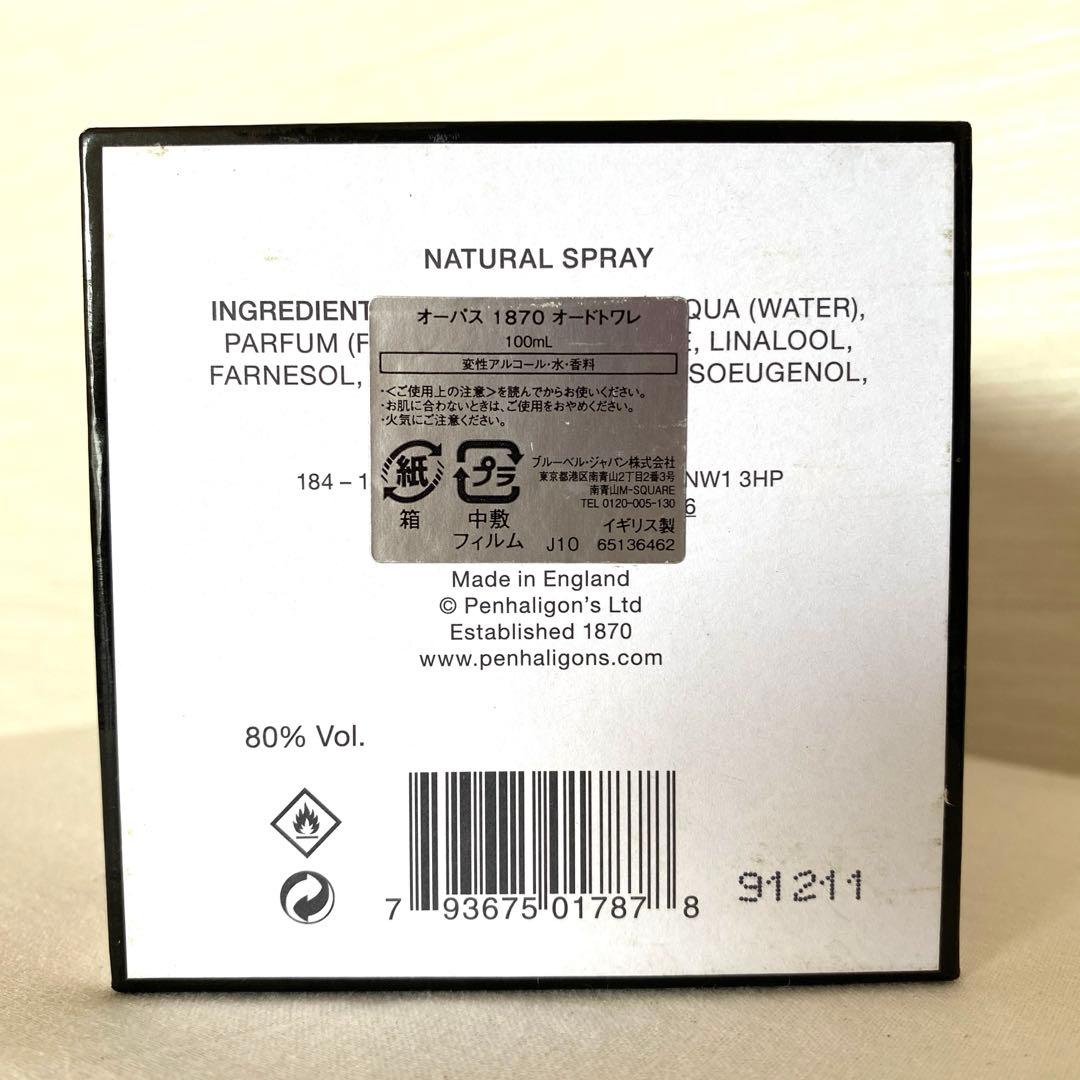 NATURAL SPRAY
INGREDIENT QUA (WATER),
PARFUM (F , LINALOOL,
FARNESOL, SOEUGENOL,
オーパス 1870 オードトワレ
100mL
変性アルコール・水・香料
・<ご使用上の注意>を読んでからお使いください。
・お肌に合わないときは、ご使用をおやめください。
・火気にご注意ください。
紙
箱
プラ
中敷
フィルム
ブルーベル・ジャパン株式会社
東京都港区南青山2丁目2番3号
南青山M-SQUARE
TEL 0120-005-130
イギリス製
J10 65136462
184 – 1 NW1 3HP
6
Made in England
© Penhaligon's Ltd
Established 1870
www.penhaligons.com
80% Vol.
7 93675 01787 8
91211